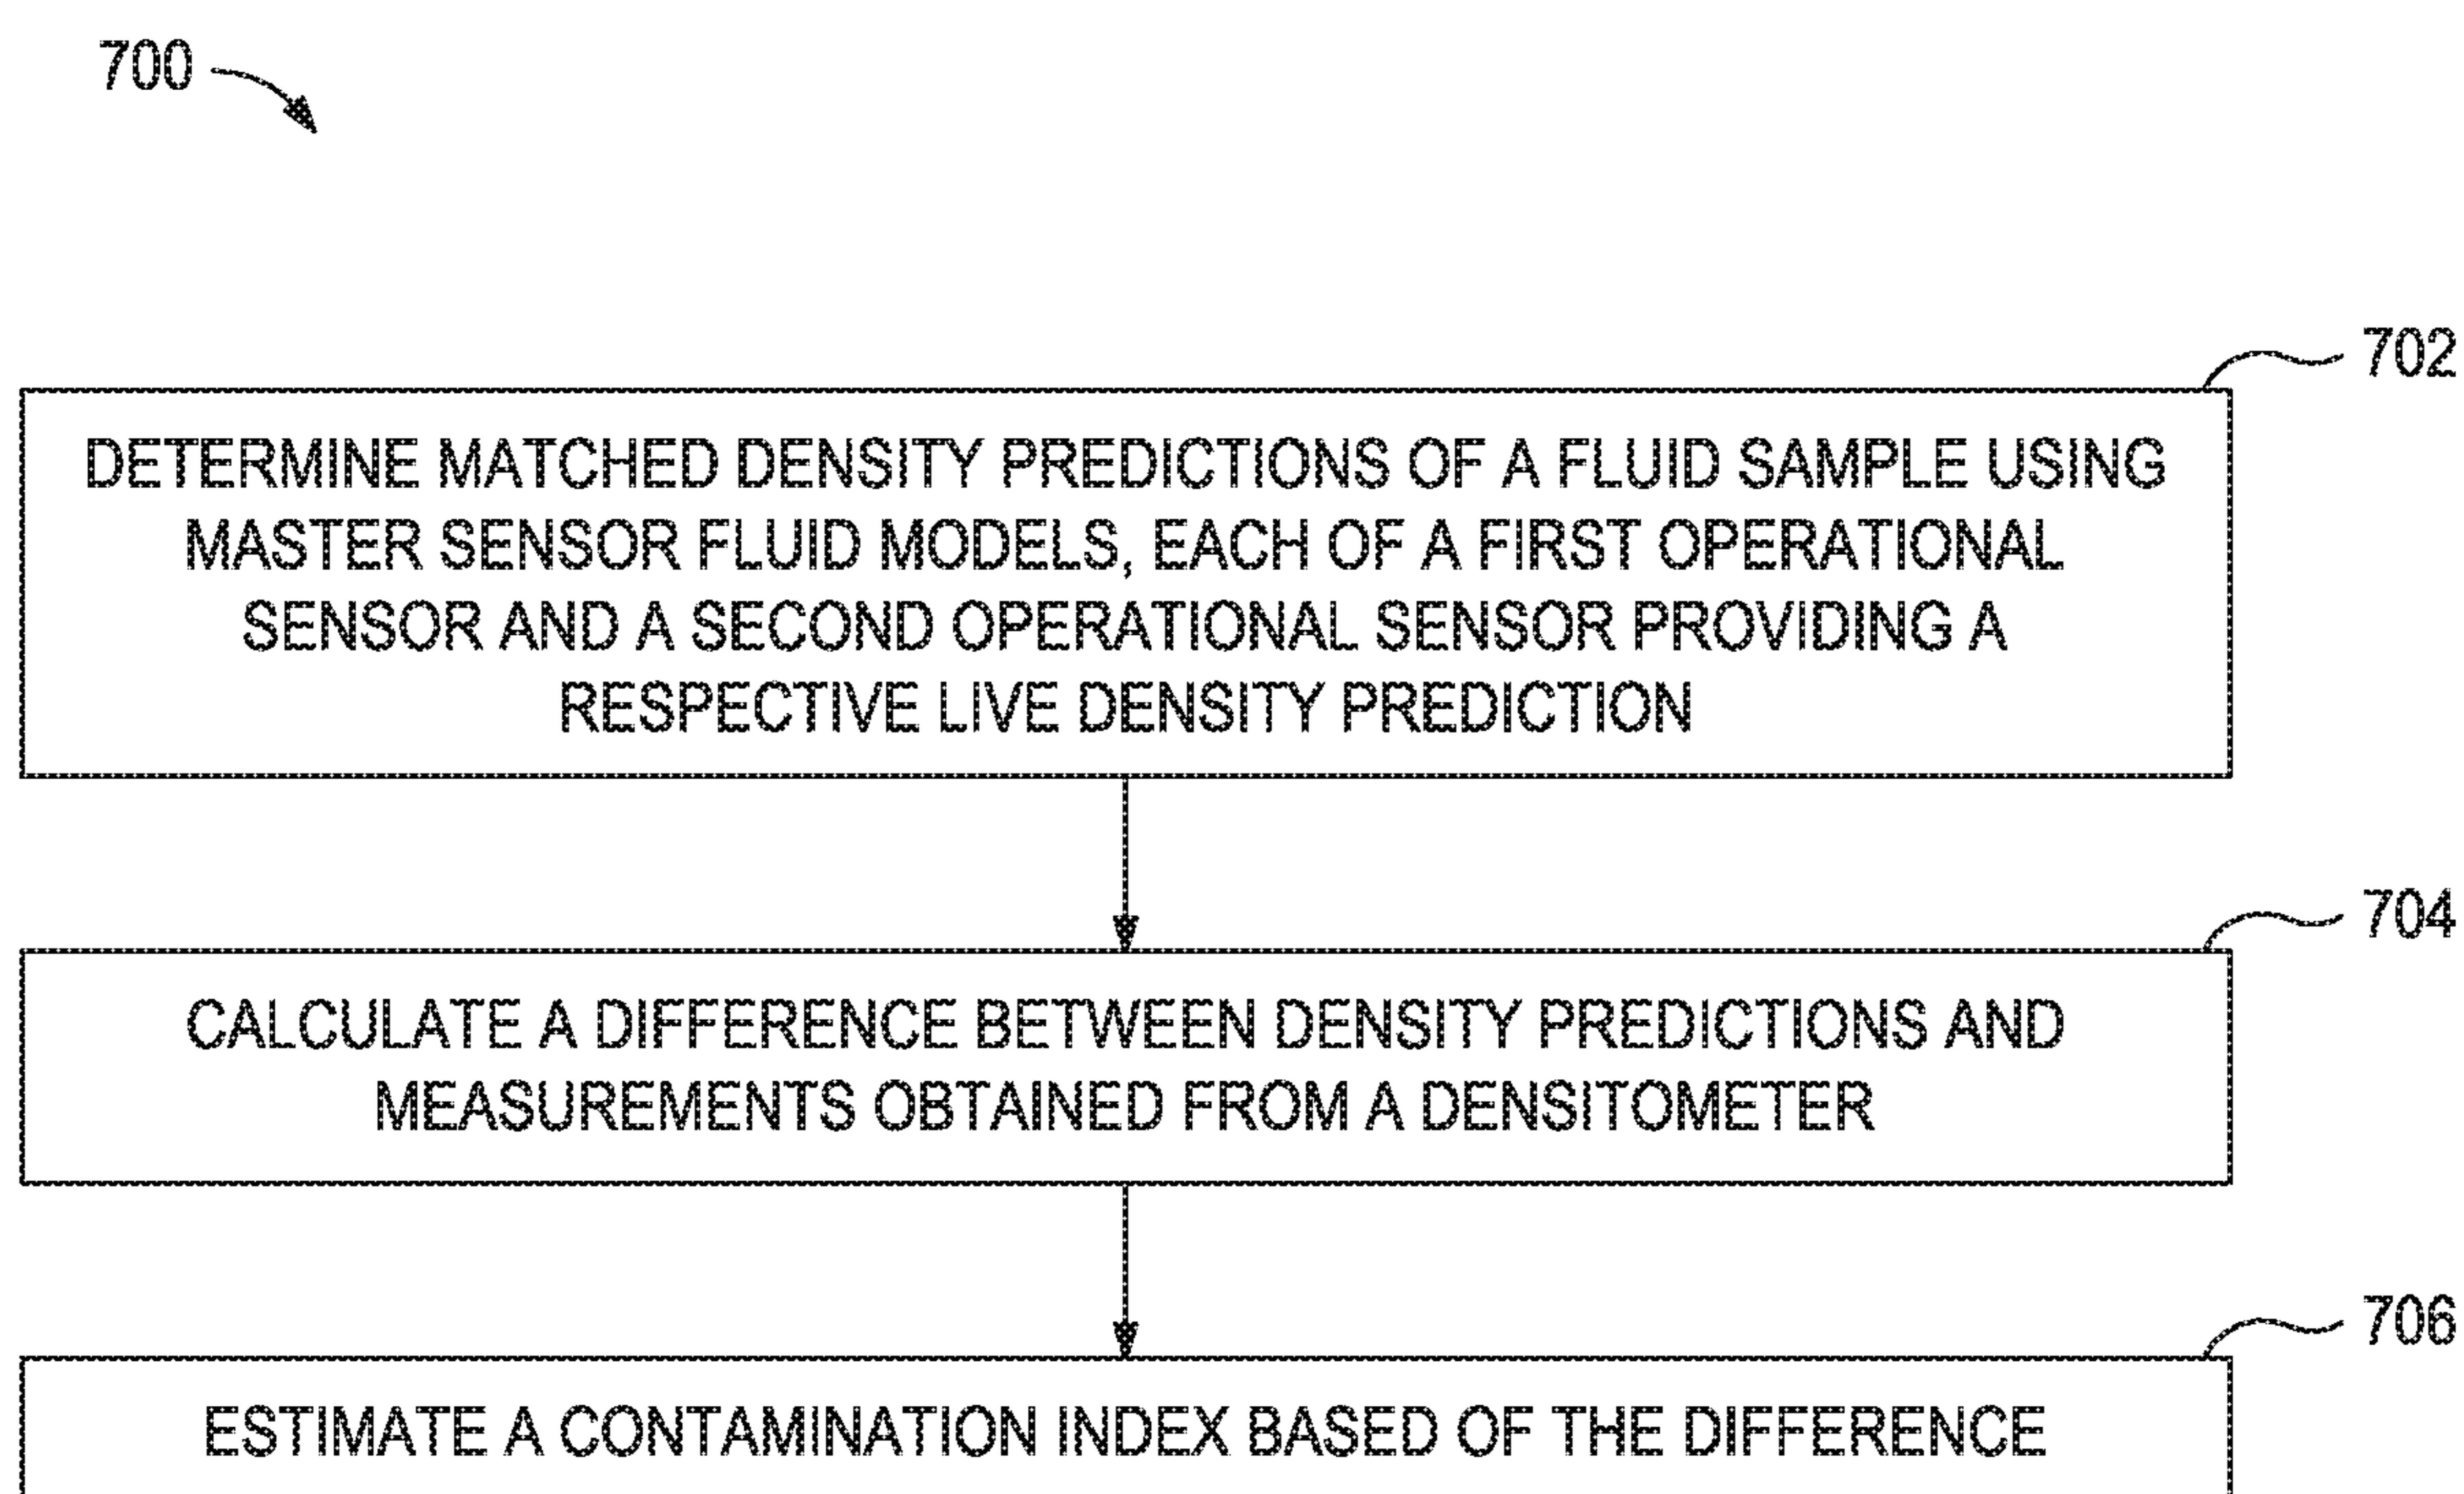 700
702
DETERMINE MATCHED DENSITY PREDICTIONS OF A FLUID SAMPLE USING
MASTER SENSOR FLUID MODELS, EACH OF A FIRST OPERATIONAL
SENSOR AND A SECOND OPERATIONAL SENSOR PROVIDING A
RESPECTIVE LIVE DENSITY PREDICTION
704
CALCULATE A DIFFERENCE BETWEEN DENSITY PREDICTIONS AND
MEASUREMENTS OBTAINED FROM A DENSITOMETER
706
ESTIMATE A CONTAMINATION INDEX BASED OF THE DIFFERENCE